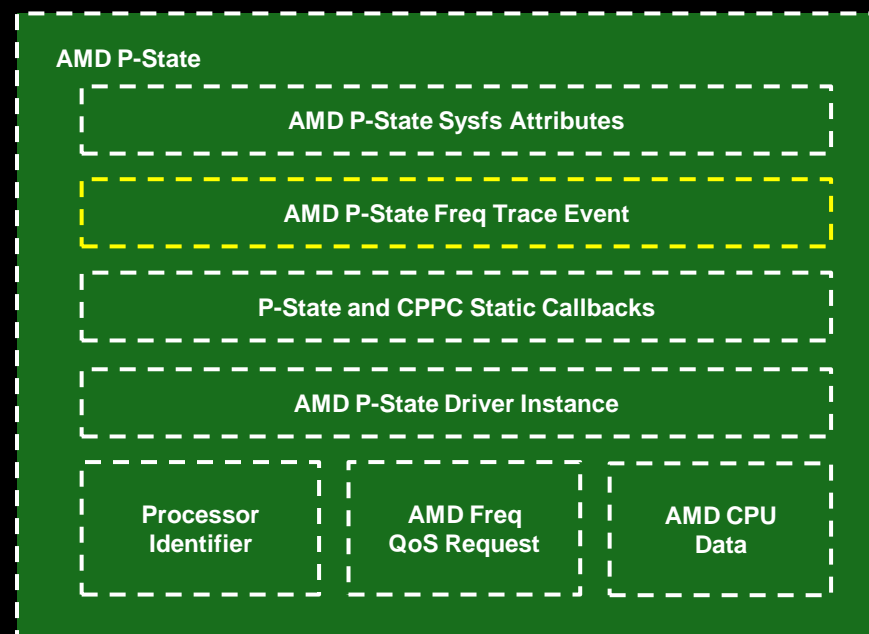 AMD P-State
AMD P-State Sysfs Attributes
AMD P-State Freq Trace Event
P-State and CPPC Static Callbacks
AMD P-State Driver Instance
Processor
Identifier
AMD Freq
QoS Request
AMD CPU
Data